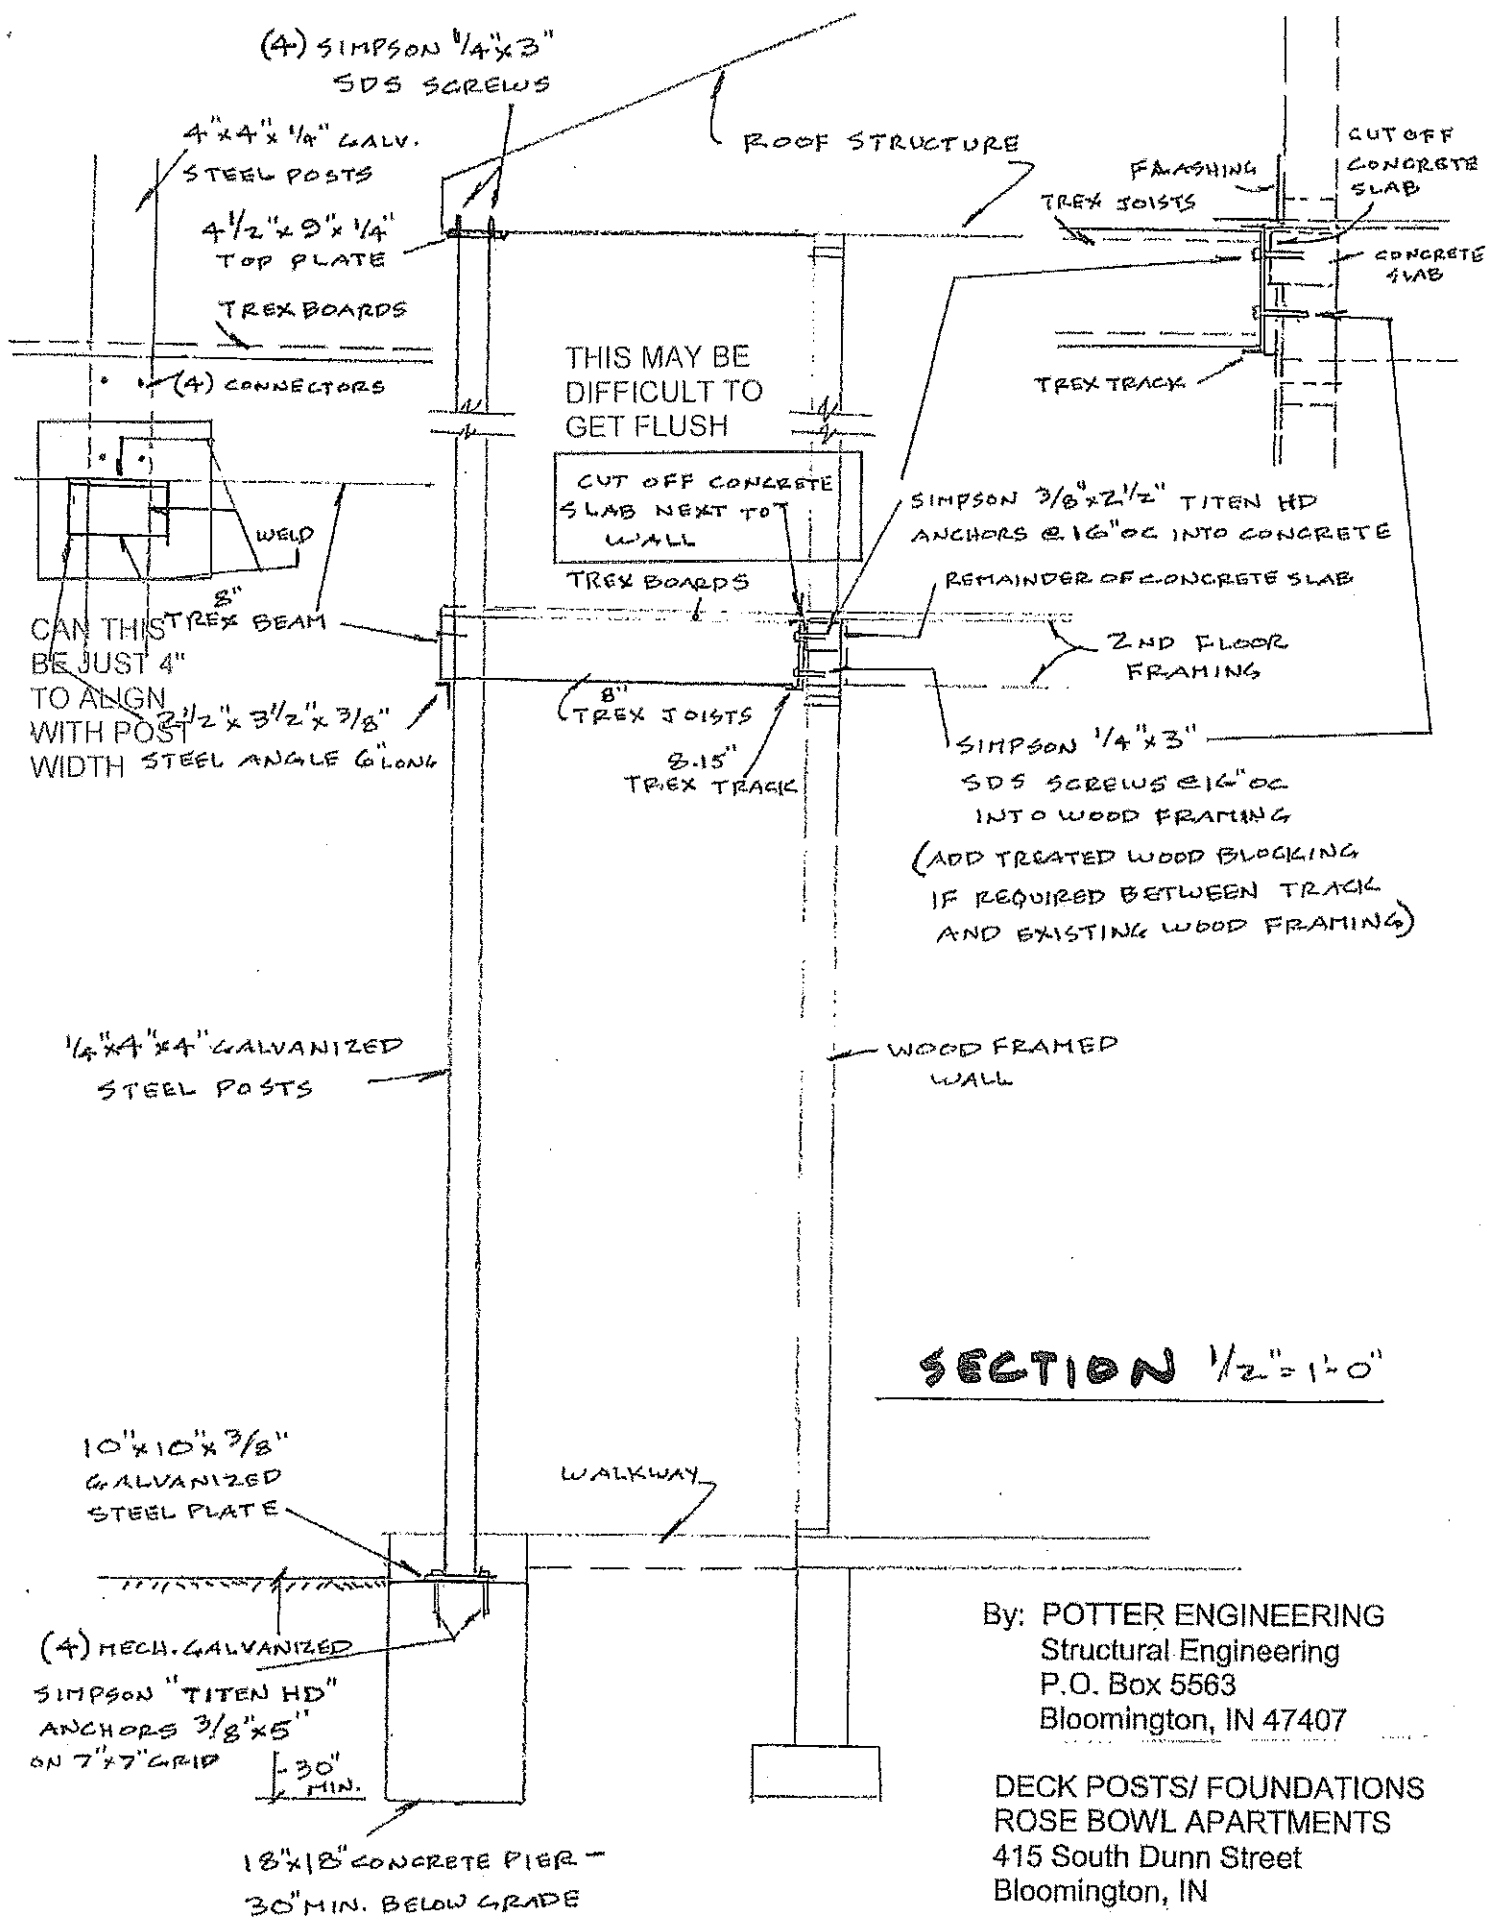 (4) SIMPSON 1/4"x3"
SDS SCREWS
4"x4"x1/4" GALV.
STEEL POSTS
4 1/2"x9"x1/4"
TOP PLATE
TREX BOARDS
(4) CONNECTORS
WELD
8"
TREX BEAM
CAN THIS
BE JUST 4"
TO ALIGN
WITH POST
WIDTH
2 1/2"x3 1/2"x3/8"
STEEL ANGLE 6" LONG
ROOF STRUCTURE
THIS MAY BE
DIFFICULT TO
GET FLUSH
CUT OFF CONCRETE
SLAB NEXT TO
WALL
TREX BOARDS
8"
TREX JOISTS
8.15"
TREX TRACK
FLASHING
TREX JOISTS
CUT OFF
CONCRETE
SLAB
CONCRETE
SLAB
TREX TRACK
SIMPSON 3/8"x2 1/2" TITEN HD
ANCHORS @ 16" OC INTO CONCRETE
REMAINDER OF CONCRETE SLAB
2ND FLOOR
FRAMING
SIMPSON 1/4"x3"
SDS SCREWS @ 16" OC
INTO WOOD FRAMING
(ADD TREATED WOOD BLOCKING
IF REQUIRED BETWEEN TRACK
AND EXISTING WOOD FRAMING)
1/4"x4"x4" GALVANIZED
STEEL POSTS
WOOD FRAMED
WALL
SECTION 1/2"=1'-0"
10"x10"x3/8"
GALVANIZED
STEEL PLATE
WALKWAY
(4) MECH. GALVANIZED
SIMPSON "TITEN HD"
ANCHORS 3/8"x5"
ON 7"x7" GRID
30"
MIN.
18"x18" CONCRETE PIER -
30" MIN. BELOW GRADE
By: POTTER ENGINEERING
Structural Engineering
P.O. Box 5563
Bloomington, IN 47407
DECK POSTS/ FOUNDATIONS
ROSE BOWL APARTMENTS
415 South Dunn Street
Bloomington, IN